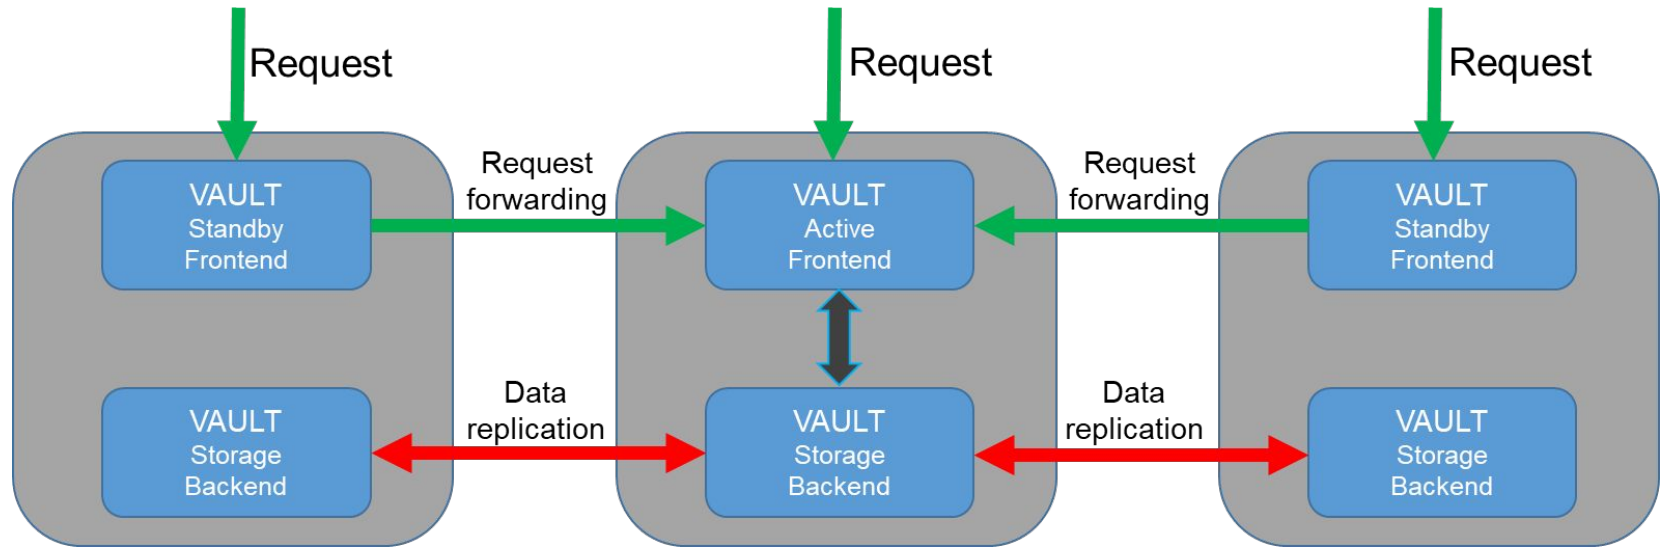 Request
Request
Request
Request
forwarding
Request
forwarding
VAULT
Standby
Frontend
VAULT
Active
Frontend
VAULT
Standby
Frontend
Data
replication
Data
replication
VAULT
Storage
Backend
VAULT
Storage
Backend
VAULT
Storage
Backend